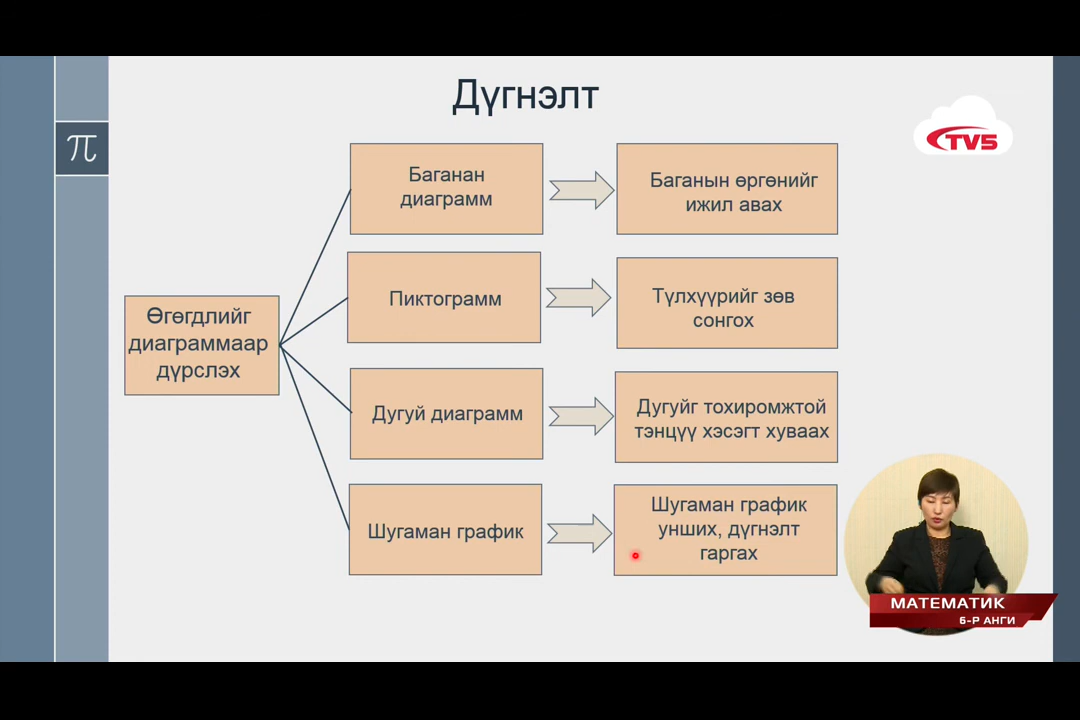 Дүгнэлт
π
TV5
Өгөгдлийг
диаграммаар
дүрслэх
Баганан
диаграмм
Баганын өргөнийг
ижил авах
Пиктограмм
Түлхүүрийг зөв
сонгох
Дугуй диаграмм
Дугуйг тохиромжтой
тэнцүү хэсэгт хуваах
Шугаман график
Шугаман график
унших, дүгнэлт
гаргах
МАТЕМАТИК
6-Р АНГИ